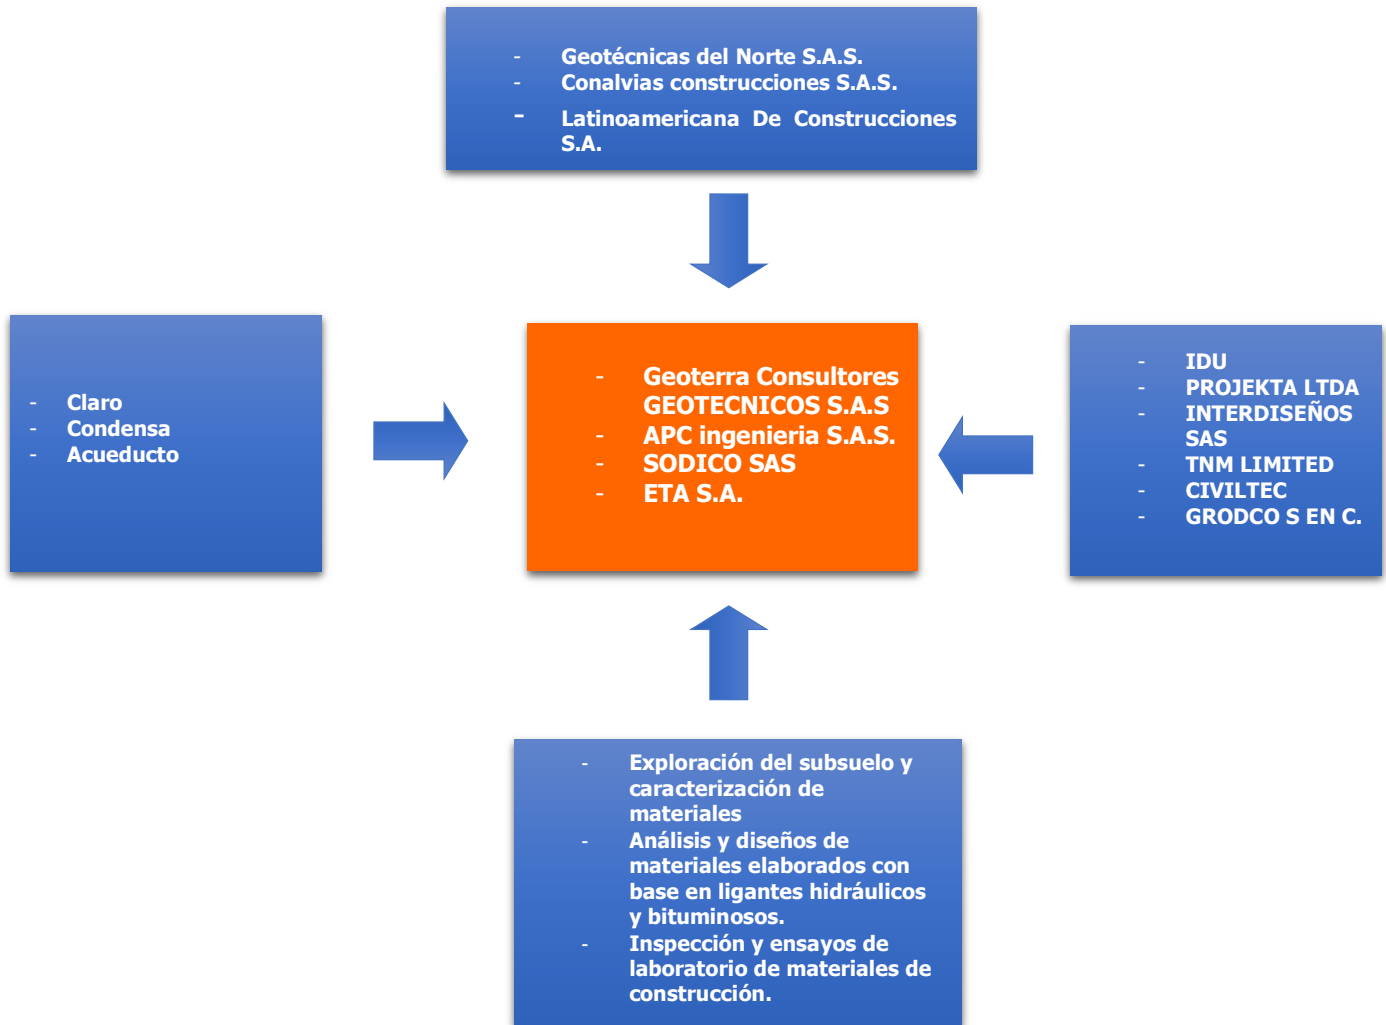 - Geotécnicas del Norte S.A.S.
- Conalvias construcciones S.A.S.
- Latinoamericana De Construcciones
S.A.
- Claro
- Condensa
- Acueducto
- Geoterra Consultores
GEOTECNICOS S.A.S
- APC ingenieria S.A.S.
- SODICO SAS
- ETA S.A.
- IDU
- PROJEKTA LTDA
- INTERDISEÑOS
SAS
- TNM LIMITED
- CIVILTEC
- GRODCO S EN C.
- Exploración del subsuelo y
caracterización de
materiales
- Análisis y diseños de
materiales elaborados con
base en ligantes hidráulicos
y bituminosos.
- Inspección y ensayos de
laboratorio de materiales de
construcción.